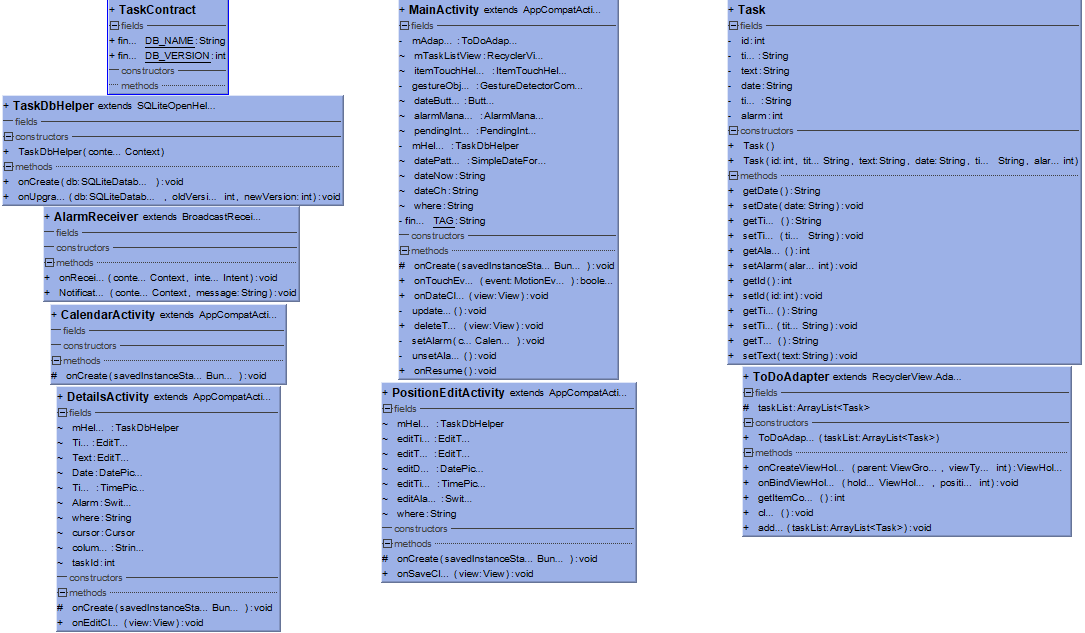 + TaskContract
fields
+ fin... DB_NAME : String
+ fin... DB_VERSION : int
constructors
methods
+ TaskDbHelper extends SQLiteOpenHel...
fields
constructors
+ TaskDbHelper ( conte... Context )
methods
+ onCreate ( db : SQLiteDatab... ) : void
+ onUpgra... ( db : SQLiteDatab... , oldVersi... int , newVersion : int ) : void
+ AlarmReceiver extends BroadcastRecei...
fields
constructors
methods
+ onRecei... ( conte... Context , inte... Intent ) : void
+ Notificat... ( conte... Context , message : String ) : void
+ CalendarActivity extends AppCompatActi...
fields
constructors
methods
# onCreate ( savedInstanceSta... Bun... ) : void
+ DetailsActivity extends AppCompatActi...
fields
~ mHel... : TaskDbHelper
~ Ti... : EditT...
~ Text : EditT...
~ Date : DatePic...
~ Ti... : TimePic...
~ Alarm : Swit...
~ where : String
~ cursor : Cursor
~ colum... : Strin...
~ taskId : int
constructors
methods
# onCreate ( savedInstanceSta... Bun... ) : void
+ onEditCl... ( view : View ) : void
+ MainActivity extends AppCompatActi...
fields
- mAdap... : ToDoAdap...
~ mTaskListView : RecyclerVi...
~ itemTouchHel... : ItemTouchHel...
- gestureObj... : GestureDetectorCom...
~ dateButt... : Butt...
~ alarmMana... : AlarmMana...
~ pendingInt... : PendingInt...
- mHel... : TaskDbHelper
~ datePatt... : SimpleDateFor...
~ dateNow : String
~ dateCh : String
~ where : String
- fin... TAG : String
constructors
methods
# onCreate ( savedInstanceSta... Bun... ) : void
+ onTouchEv... ( event : MotionEv... ) : boole...
+ onDateCl... ( view : View ) : void
- update... ( ) : void
+ deleteT... ( view : View ) : void
- setAlarm ( c... Calen... ) : void
- unsetAla... ( ) : void
+ onResume ( ) : void
+ PositionEditActivity extends AppCompatActi...
fields
~ mHel... : TaskDbHelper
~ editTi... : EditT...
~ editT... : EditT...
~ editD... : DatePic...
~ editTi... : TimePic...
~ editAla... : Swit...
~ where : String
constructors
methods
# onCreate ( savedInstanceSta... Bun... ) : void
+ onSaveCl... ( view : View ) : void
+ Task
fields
- id : int
- ti... : String
- text : String
- date : String
- ti... : String
- alarm : int
constructors
+ Task ( )
+ Task ( id : int , tit... String , text : String , date : String , ti... String , alar... int )
methods
+ getDate ( ) : String
+ setDate ( date : String ) : void
+ getTi... ( ) : String
+ setTi... ( ti... String ) : void
+ getAla... ( ) : int
+ setAlarm ( alar... int ) : void
+ getId ( ) : int
+ setId ( id : int ) : void
+ getTi... ( ) : String
+ setTi... ( tit... String ) : void
+ getT... ( ) : String
+ setText ( text : String ) : void
+ ToDoAdapter extends RecyclerView.Ada...
fields
# taskList : ArrayList<Task>
constructors
+ ToDoAdap... ( taskList : ArrayList<Task> )
methods
+ onCreateViewHol... ( parent : ViewGro... , viewTy... int ) : ViewHol...
+ onBindViewHol... ( hold... ViewHol... , positi... int ) : void
+ getItemCo... ( ) : int
+ cl... ( ) : void
+ add... ( taskList : ArrayList<Task> ) : void